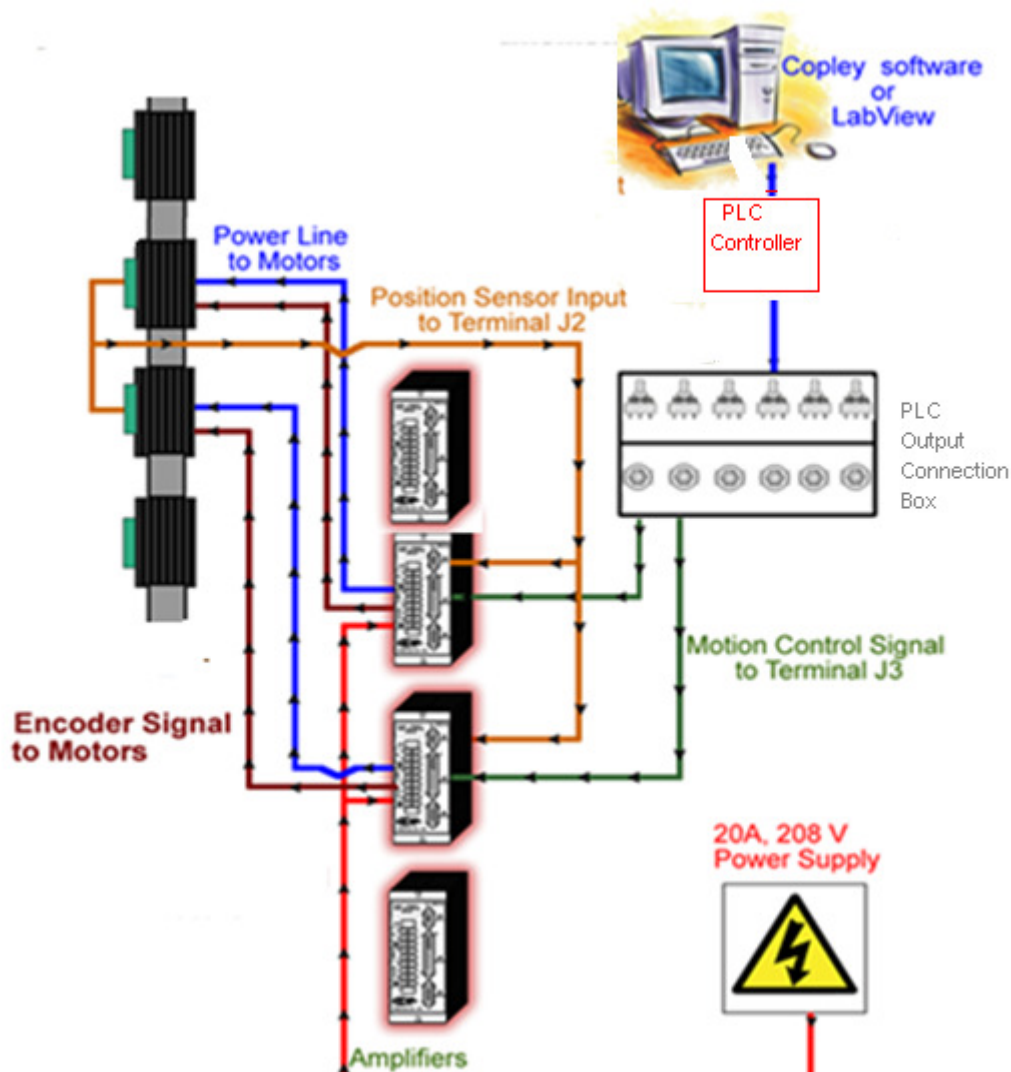 Copley software
or
LabView
PLC
Controller
Power Line
to Motors
Position Sensor Input
to Terminal J2
PLC
Output
Connection
Box
Motion Control Signal
to Terminal J3
Encoder Signal
to Motors
20A, 208 V
Power Supply
Amplifiers